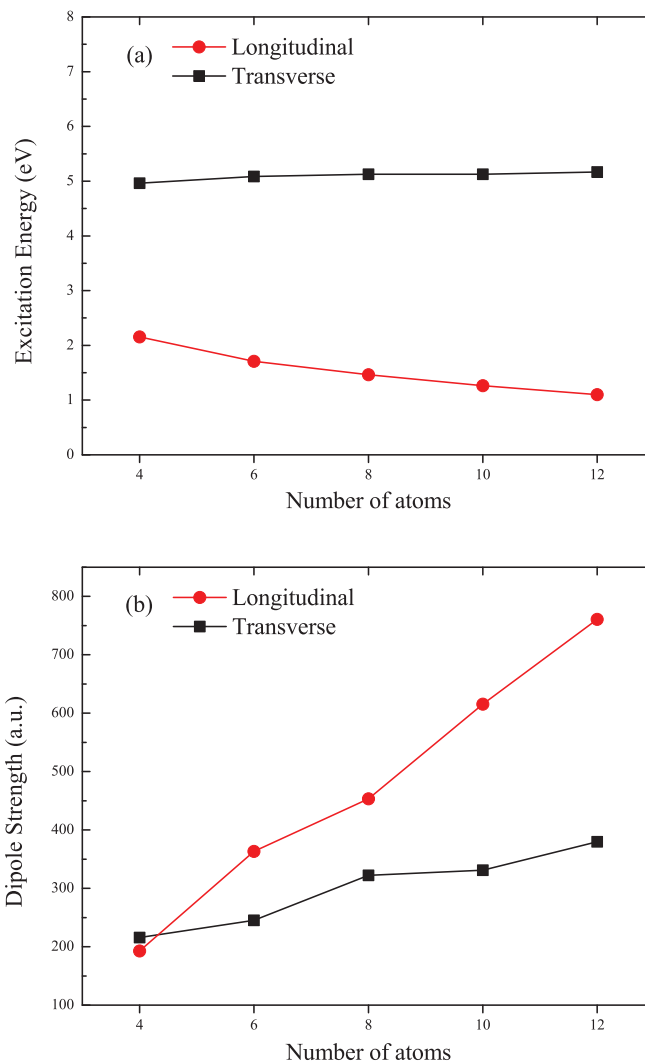 8
(a)
Longitudinal
Transverse
7
6
5
4
3
2
1
0
Excitation Energy (eV)
4 6 8 10 12
Number of atoms
800
(b)
Longitudinal
Transverse
700
600
500
400
300
200
100
Dipole Strength (a.u.)
4 6 8 10 12
Number of atoms